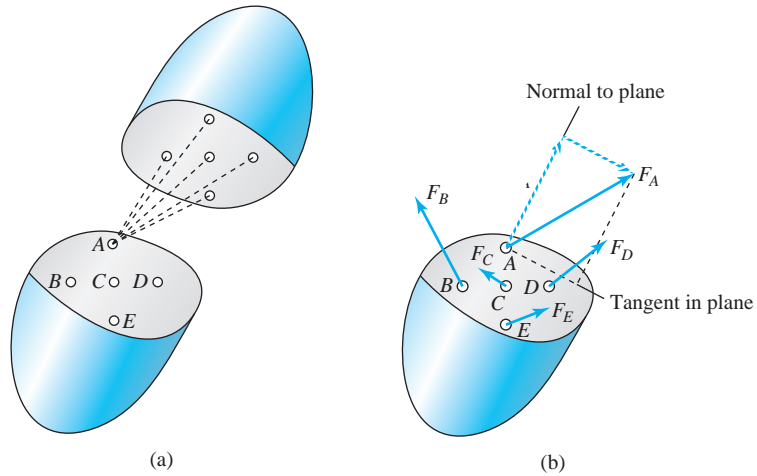 A
B
C
D
E
(a)
Normal to plane
F_A
F_B
F_D
F_C
A
B
C
D
F_E
E
Tangent in plane
(b)